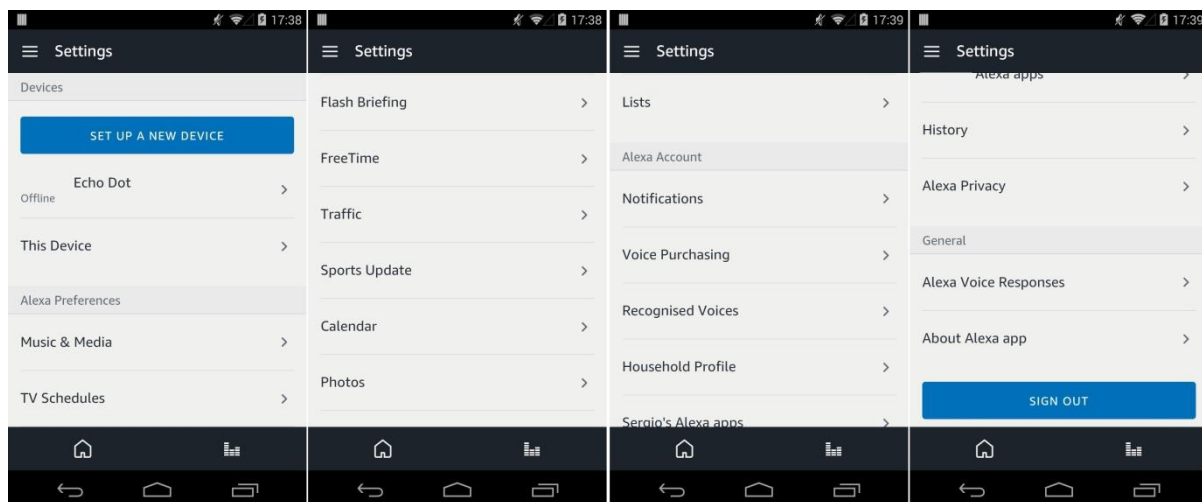 17:38
Settings
Devices
SET UP A NEW DEVICE
Echo Dot
Offline
This Device
Alexa Preferences
Music & Media
TV Schedules
17:38
Settings
Flash Briefing
FreeTime
Traffic
Sports Update
Calendar
Photos
17:39
Settings
Lists
Alexa Account
Notifications
Voice Purchasing
Recognised Voices
Household Profile
Sergio's Alexa apps
17:39
Settings
Alexa apps
History
Alexa Privacy
General
Alexa Voice Responses
About Alexa app
SIGN OUT